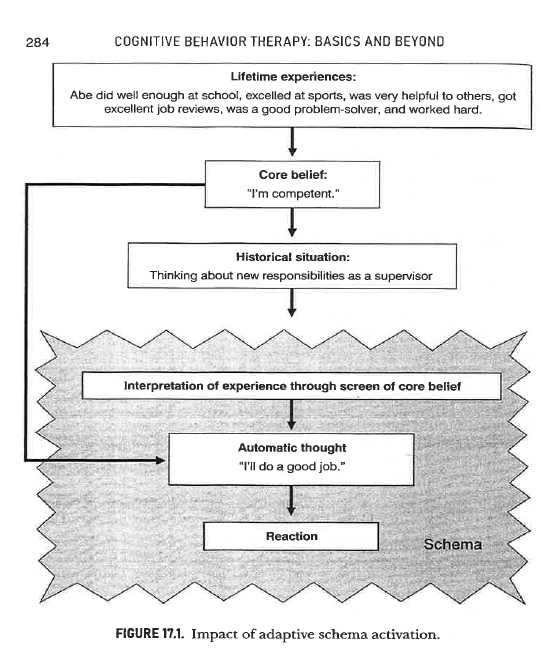 284 COGNITIVE BEHAVIOR THERAPY: BASICS AND BEYOND
Lifetime experiences:
Abe did well enough at school, excelled at sports, was very helpful to others, got
excellent job reviews, was a good problem-solver, and worked hard.
Core belief:
"I'm competent."
Historical situation:
Thinking about new responsibilities as a supervisor
Interpretation of experience through screen of core belief
Automatic thought
"I'll do a good job."
Reaction
Schema
FIGURE 17.1. Impact of adaptive schema activation.